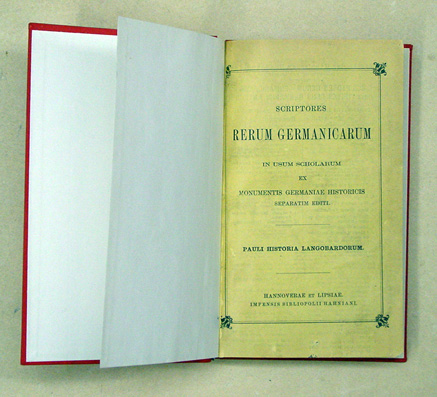 SCRIPTORES
RERUM GERMANICARUM
IN USUM SCHOLARUM
EX
MONUMENTIS GERMANIAE HISTORICIS
SEPARATIM EDITI.
PAULI HISTORIA LANGOBARDORUM.
HANNOVERAE ET LIPSIAE.
IMPENSIS BIBLIOPOLII HAHNIANI.